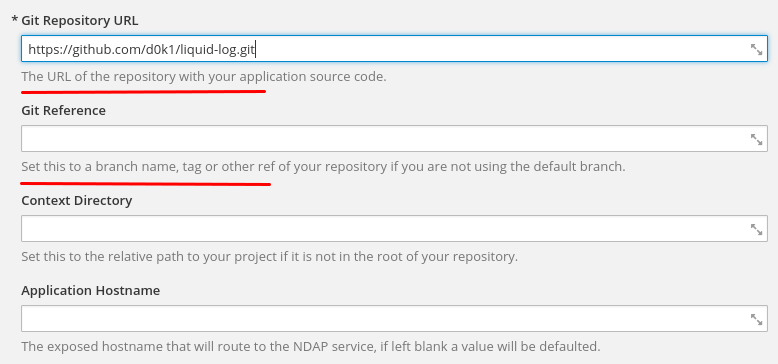 * Git Repository URL
https://github.com/d0k1/liquid-log.git
The URL of the repository with your application source code.
Git Reference
Set this to a branch name, tag or other ref of your repository if you are not using the default branch.
Context Directory
Set this to the relative path to your project if it is not in the root of your repository.
Application Hostname
The exposed hostname that will route to the NDAP service, if left blank a value will be defaulted.